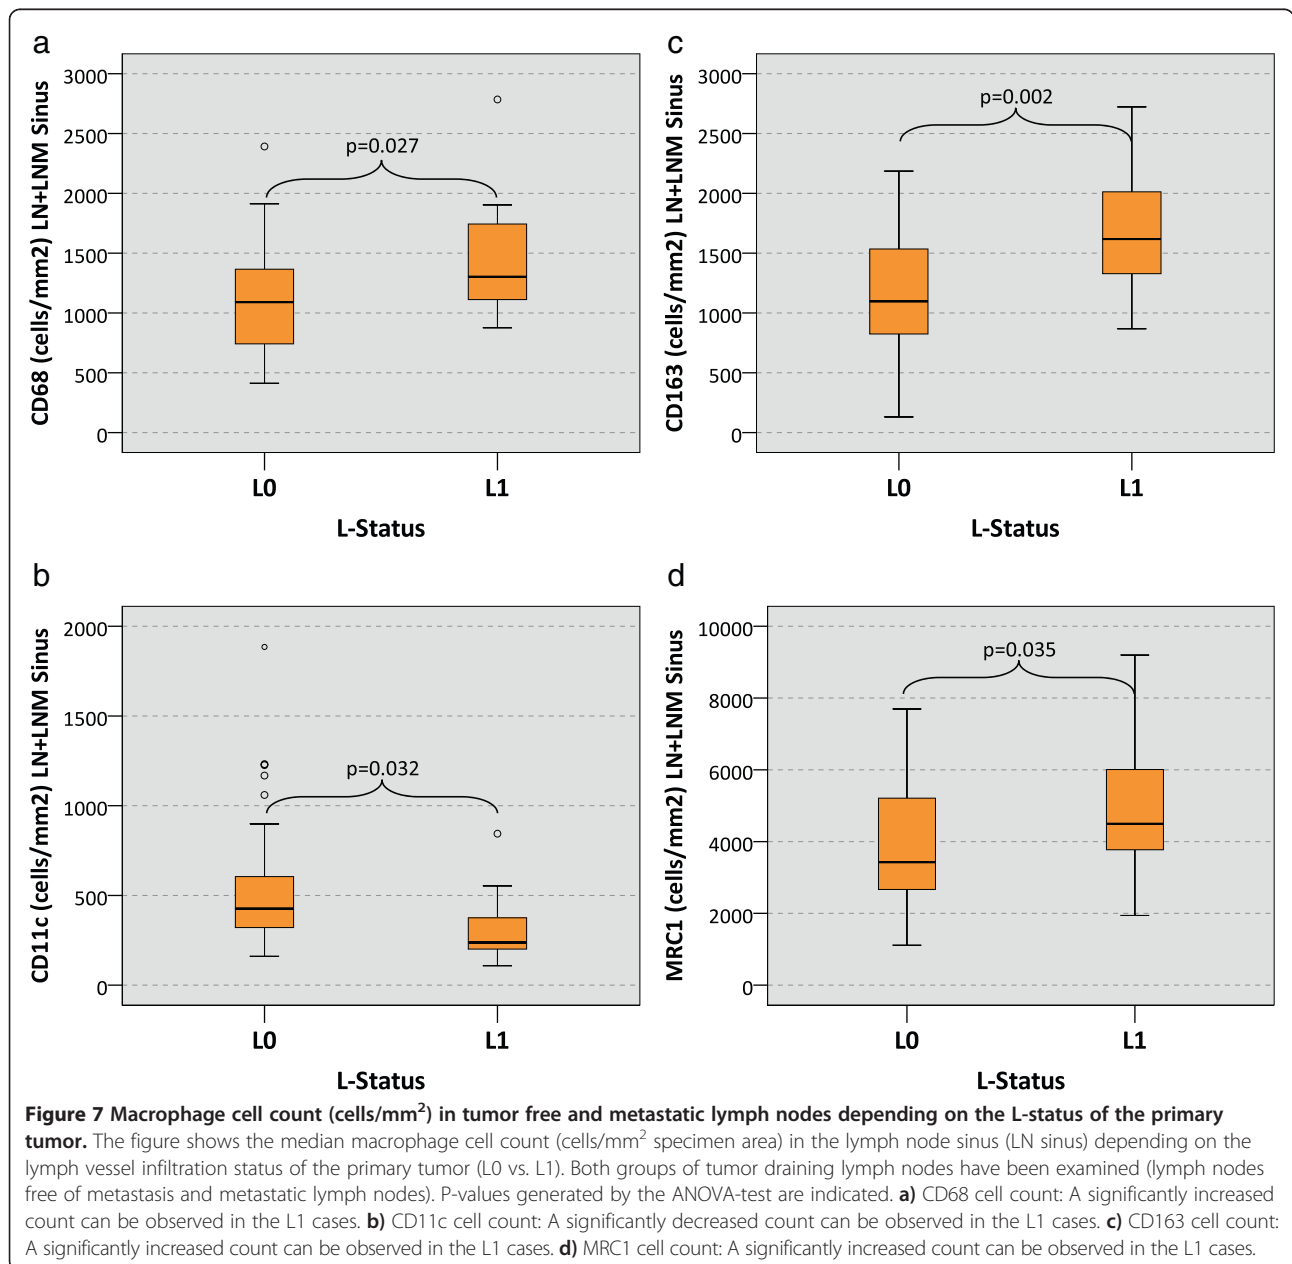 a
CD68 (cells/mm2) LN+LNM Sinus
3000
2500
2000
1500
1000
500
0
p=0.027
L0
L1
L-Status
c
CD163 (cells/mm2) LN+LNM Sinus
3000
2500
2000
1500
1000
500
0
p=0.002
L0
L1
L-Status
b
CD11c (cells/mm2) LN+LNM Sinus
2000
1500
1000
500
0
p=0.032
L0
L1
L-Status
d
MRC1 (cells/mm2) LN+LNM Sinus
10000
8000
6000
4000
2000
0
p=0.035
L0
L1
L-Status
Figure 7 Macrophage cell count (cells/mm²) in tumor free and metastatic lymph nodes depending on the L-status of the primary
tumor. The figure shows the median macrophage cell count (cells/mm² specimen area) in the lymph node sinus (LN sinus) depending on the
lymph vessel infiltration status of the primary tumor (L0 vs. L1). Both groups of tumor draining lymph nodes have been examined (lymph nodes
free of metastasis and metastatic lymph nodes). P-values generated by the ANOVA-test are indicated. a) CD68 cell count: A significantly increased
count can be observed in the L1 cases. b) CD11c cell count: A significantly decreased count can be observed in the L1 cases. c) CD163 cell count:
A significantly increased count can be observed in the L1 cases. d) MRC1 cell count: A significantly increased count can be observed in the L1 cases.